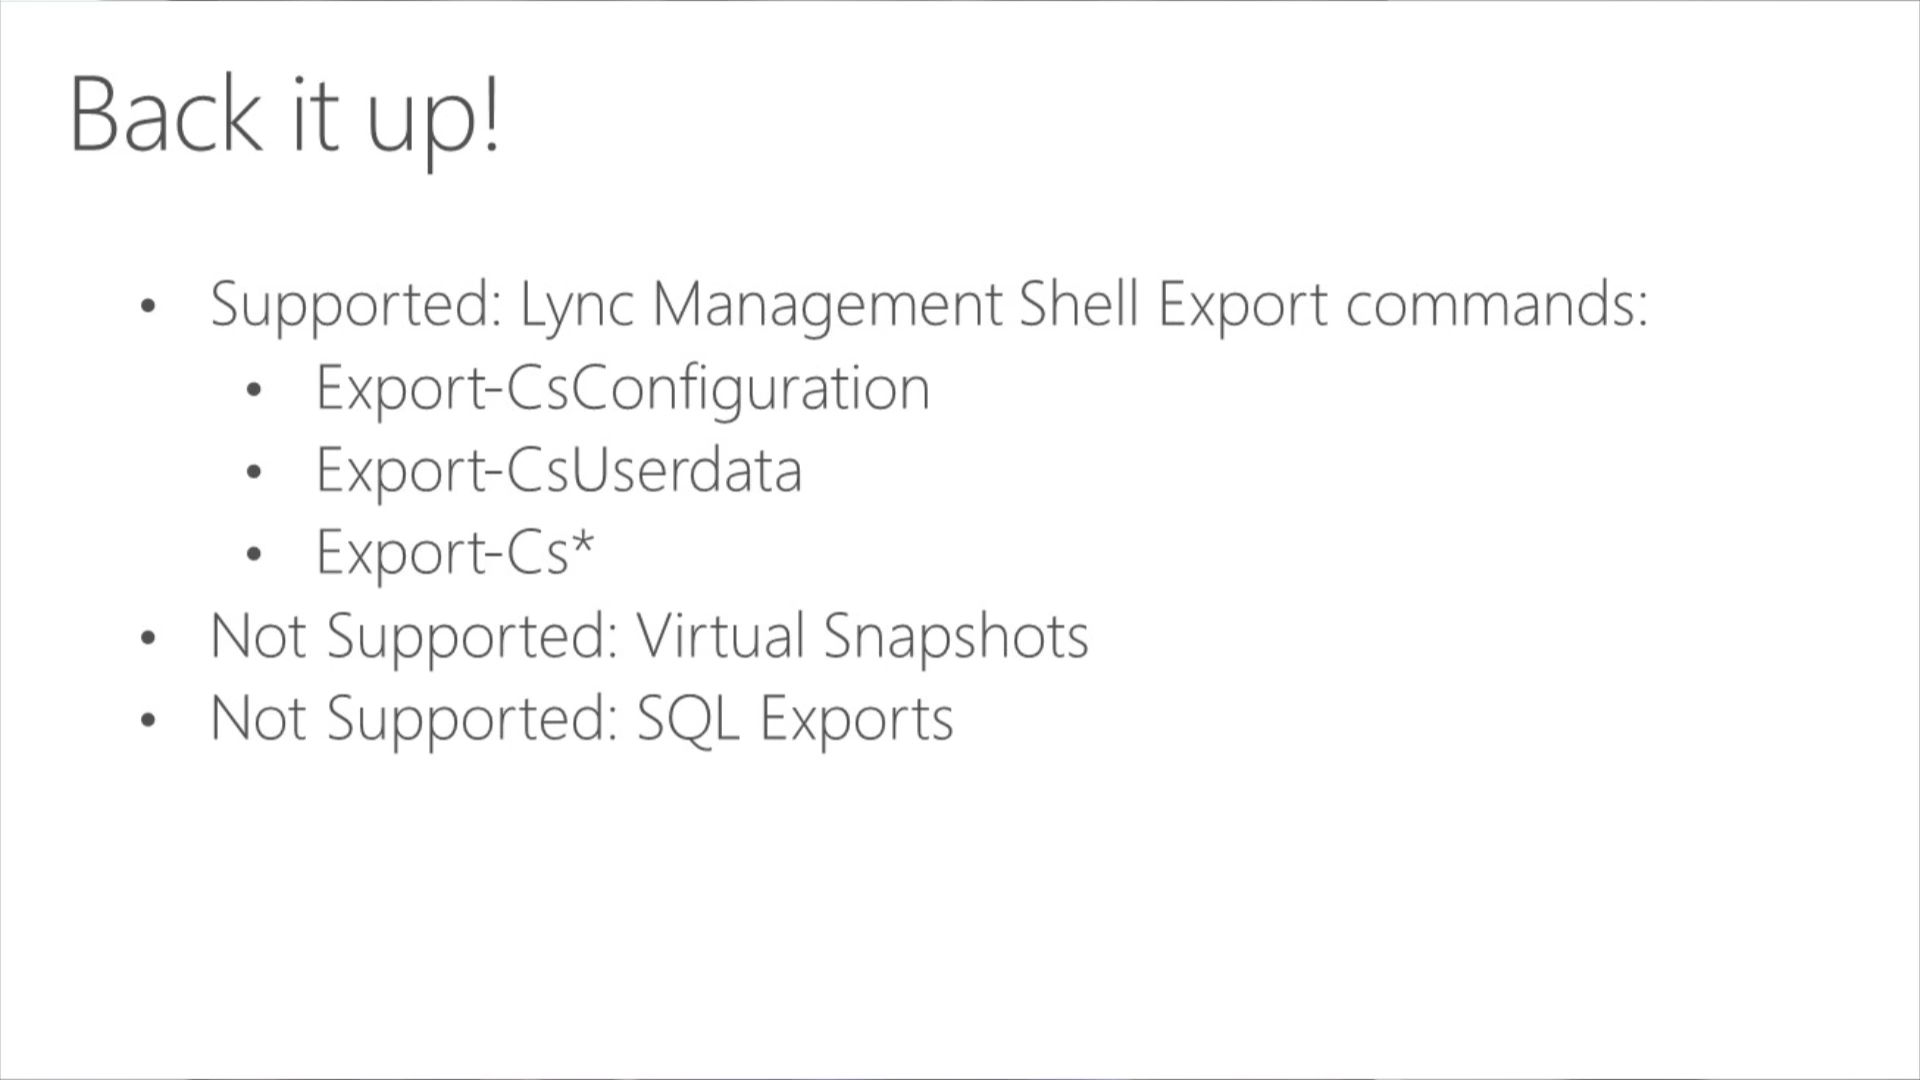 Back it up!
• Supported: Lync Management Shell Export commands:
• Export-CsConfiguration
• Export-CsUserdata
• Export-Cs*
• Not Supported: Virtual Snapshots
• Not Supported: SQL Exports